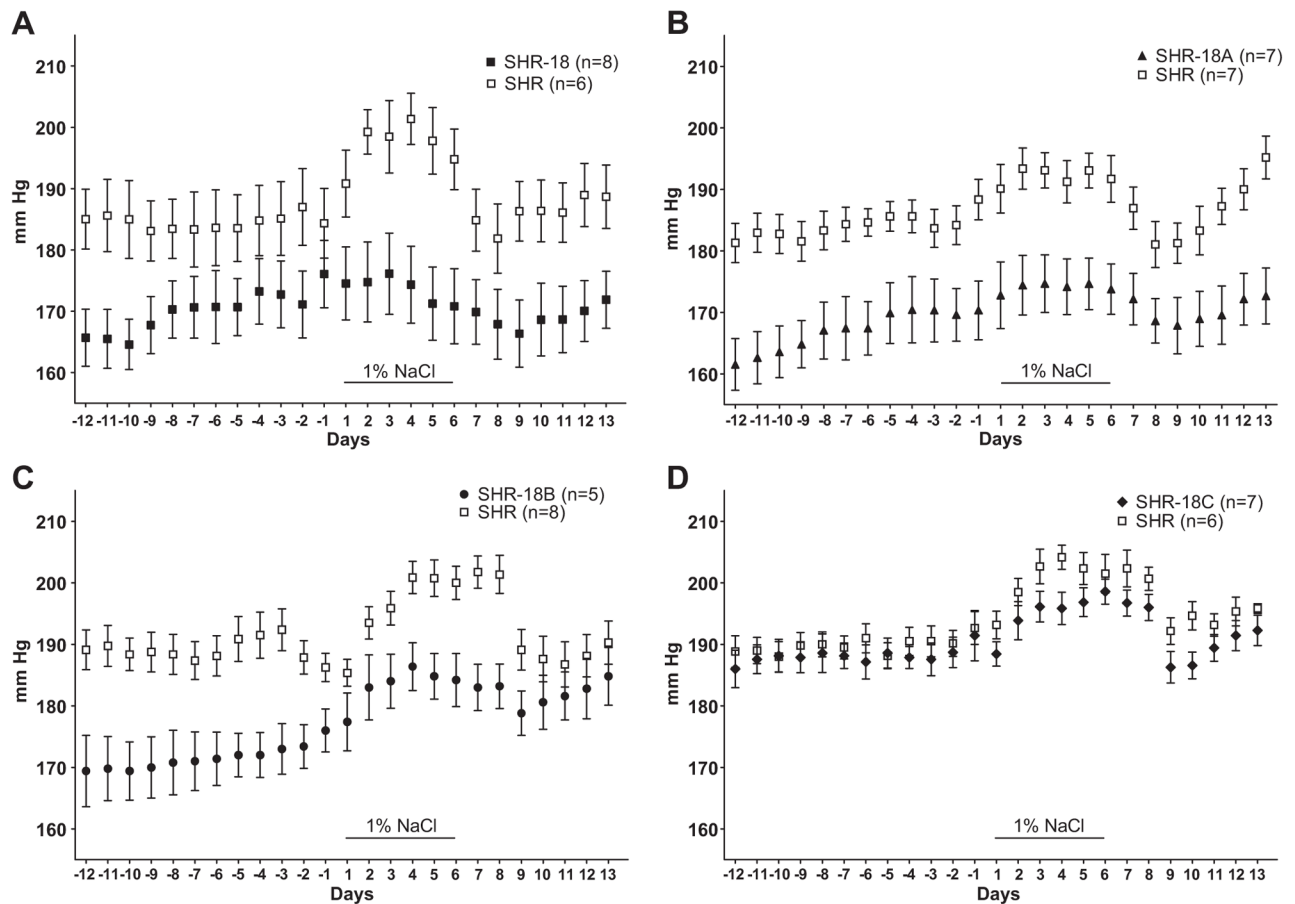 A
SHR-18 (n=8)
SHR (n=6)
mm Hg
210
200
190
180
170
160
1% NaCl
-12 -11 -10 -9 -8 -7 -6 -5 -4 -3 -2 -1 1 2 3 4 5 6 7 8 9 10 11 12 13
Days
B
SHR-18A (n=7)
SHR (n=7)
mm Hg
210
200
190
180
170
160
1% NaCl
-12 -11 -10 -9 -8 -7 -6 -5 -4 -3 -2 -1 1 2 3 4 5 6 7 8 9 10 11 12 13
Days
C
SHR-18B (n=5)
SHR (n=8)
mm Hg
210
200
190
180
170
160
1% NaCl
-12 -11 -10 -9 -8 -7 -6 -5 -4 -3 -2 -1 1 2 3 4 5 6 7 8 9 10 11 12 13
Days
D
SHR-18C (n=7)
SHR (n=6)
mm Hg
210
200
190
180
170
160
1% NaCl
-12 -11 -10 -9 -8 -7 -6 -5 -4 -3 -2 -1 1 2 3 4 5 6 7 8 9 10 11 12 13
Days